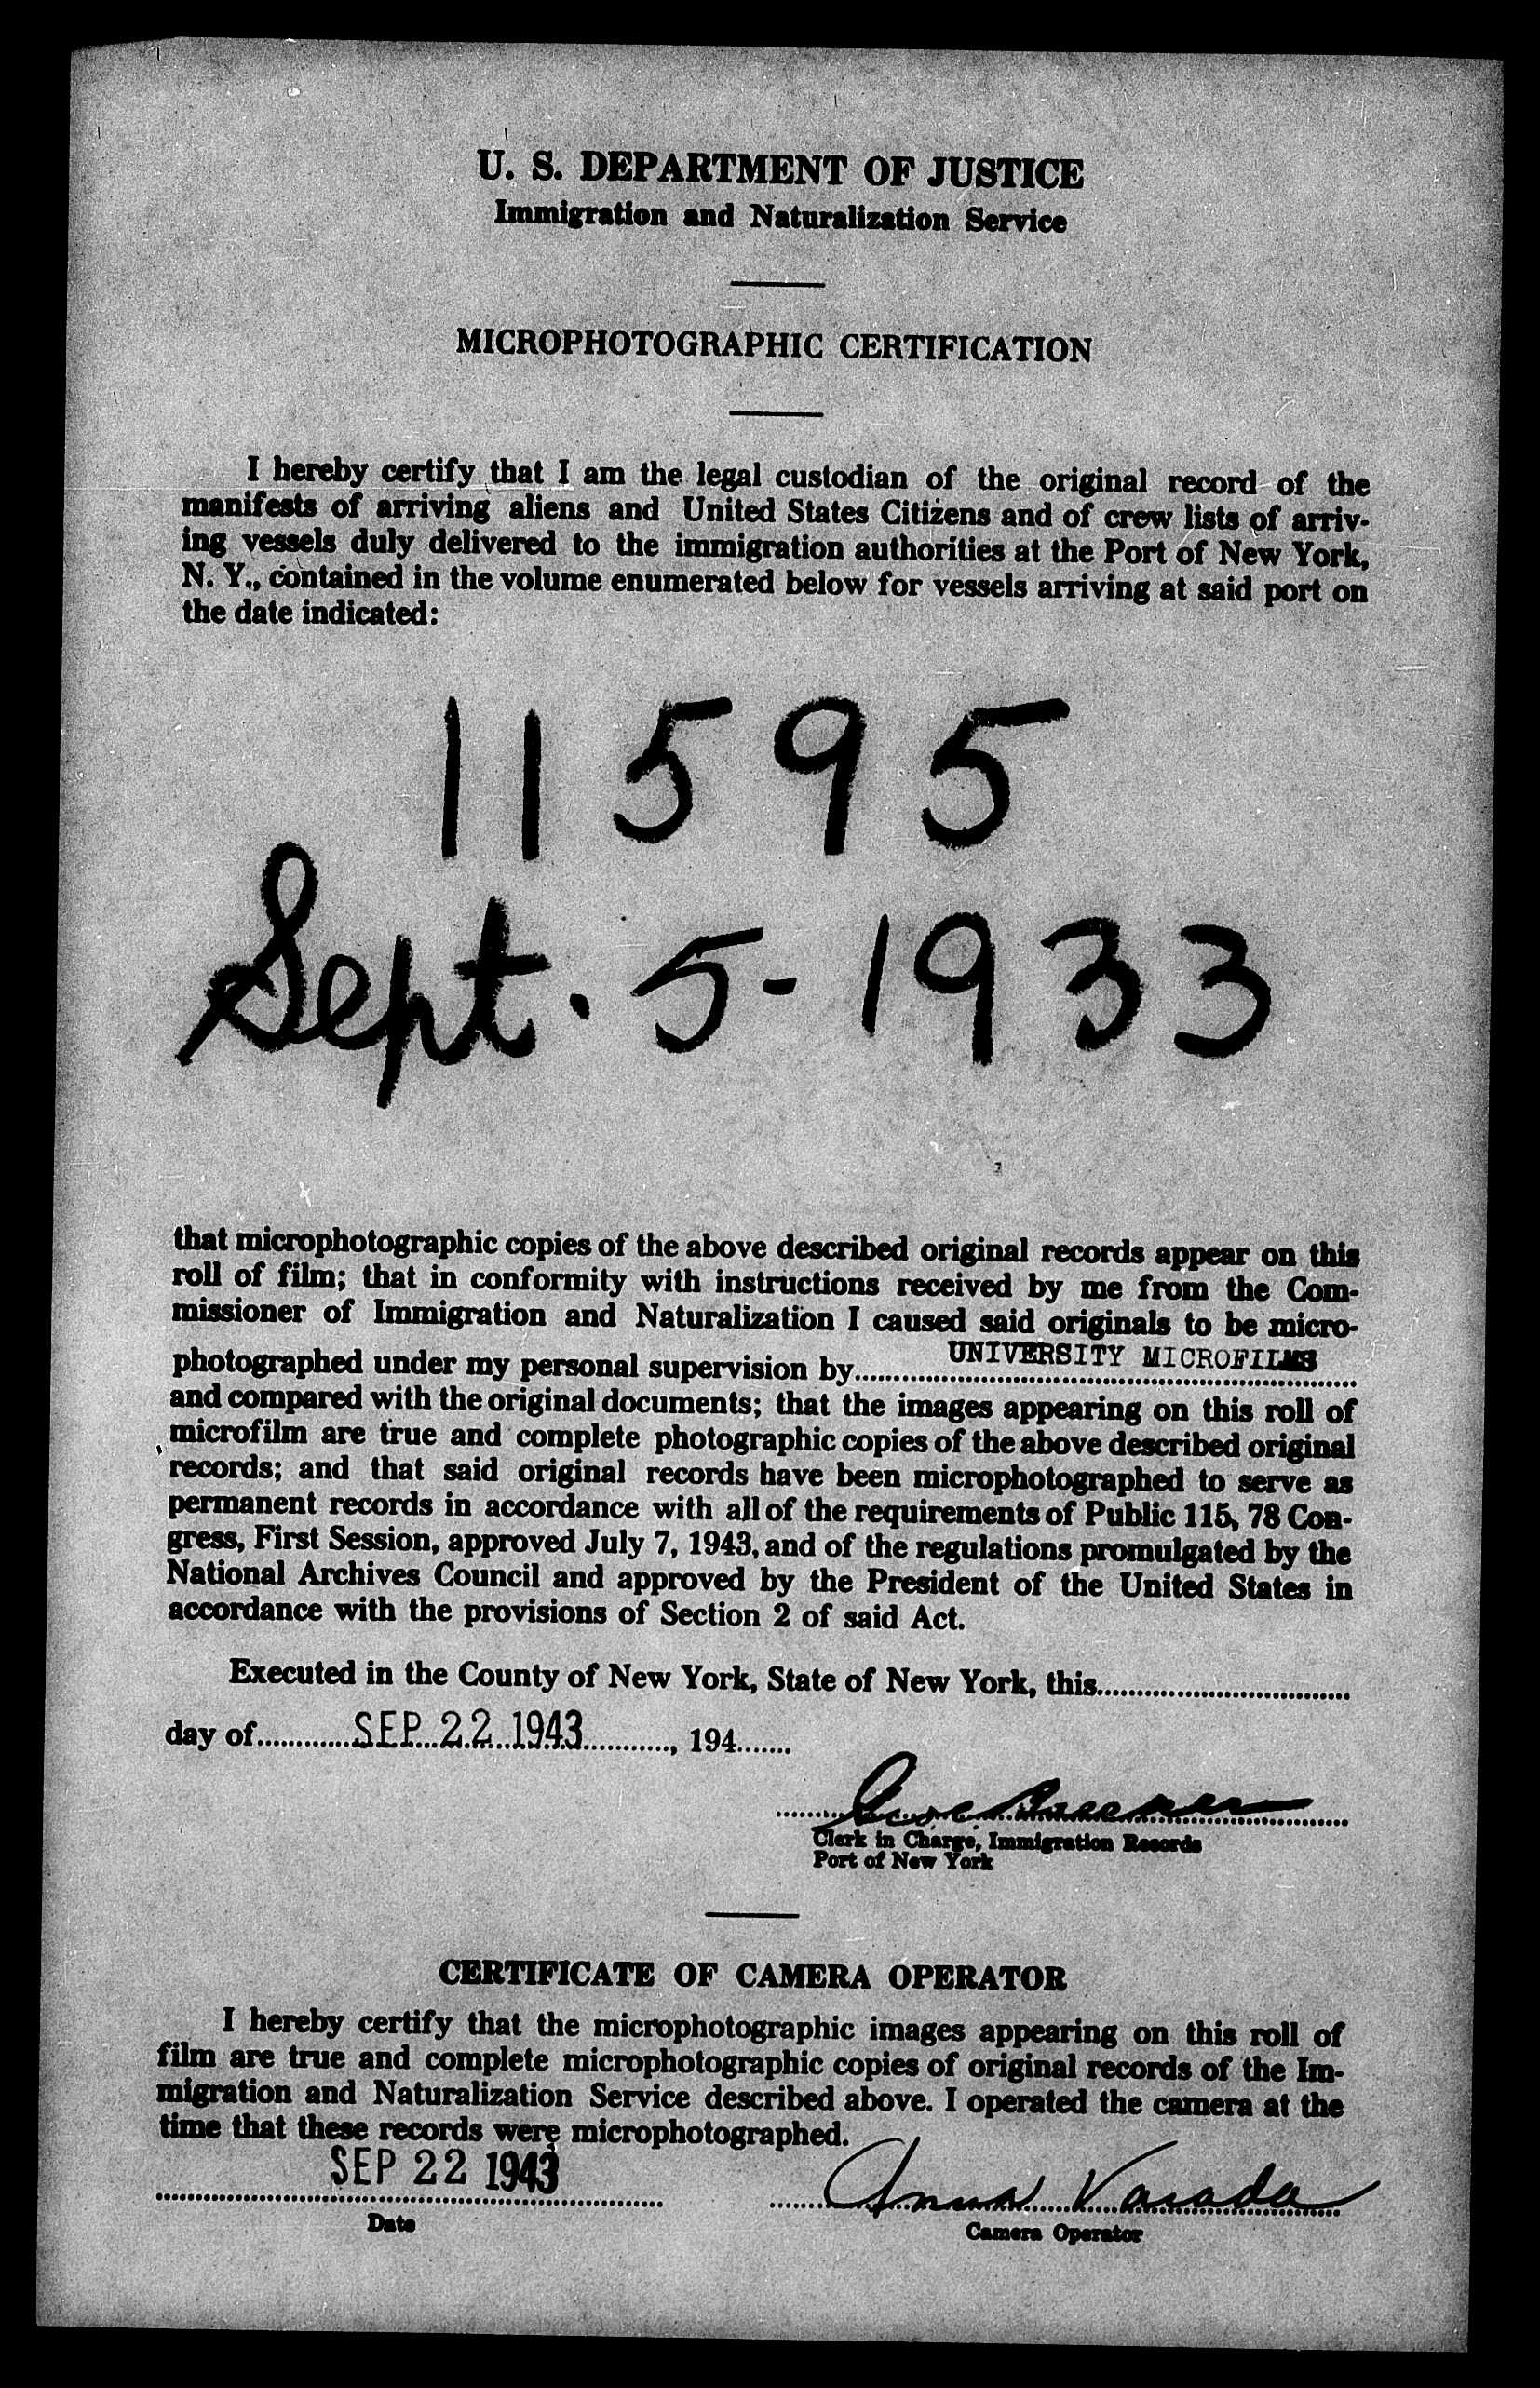 U. S. DEPARTMENT OF JUSTICE
Immigration and Naturalization Service
MICROPHOTOGRAPHIC CERTIFICATION
I hereby certify that I am the legal custodian of the original record of the
manifests of arriving aliens and United States Citizens and of crew lists of arriv-
ing vessels duly delivered to the immigration authorities at the Port of New York,
N. Y., contained in the volume enumerated below for vessels arriving at said port on
the date indicated:
11595
Sept. 5-1933
that microphotographic copies of the above described original records appear on this
roll of film; that in conformity with instructions received by me from the Com-
missioner of Immigration and Naturalization I caused said originals to be micro-
photographed under my personal supervision by UNIVERSITY MICROFILMS
and compared with the original documents; that the images appearing on this roll of
microfilm are true and complete photographic copies of the above described original
records; and that said original records have been microphotographed to serve as
permanent records in accordance with all of the requirements of Public 115, 78 Con-
gress, First Session, approved July 7, 1943, and of the regulations promulgated by the
National Archives Council and approved by the President of the United States in
accordance with the provisions of Section 2 of said Act.
Executed in the County of New York, State of New York, this
day of SEP 22 1943, 194
Clerk in Charge, Immigration Records
Port of New York
CERTIFICATE OF CAMERA OPERATOR
I hereby certify that the microphotographic images appearing on this roll of
film are true and complete microphotographic copies of original records of the Im-
migration and Naturalization Service described above. I operated the camera at the
time that these records were microphotographed.
SEP 22 1943 Anna Varada
Date
Camera Operator